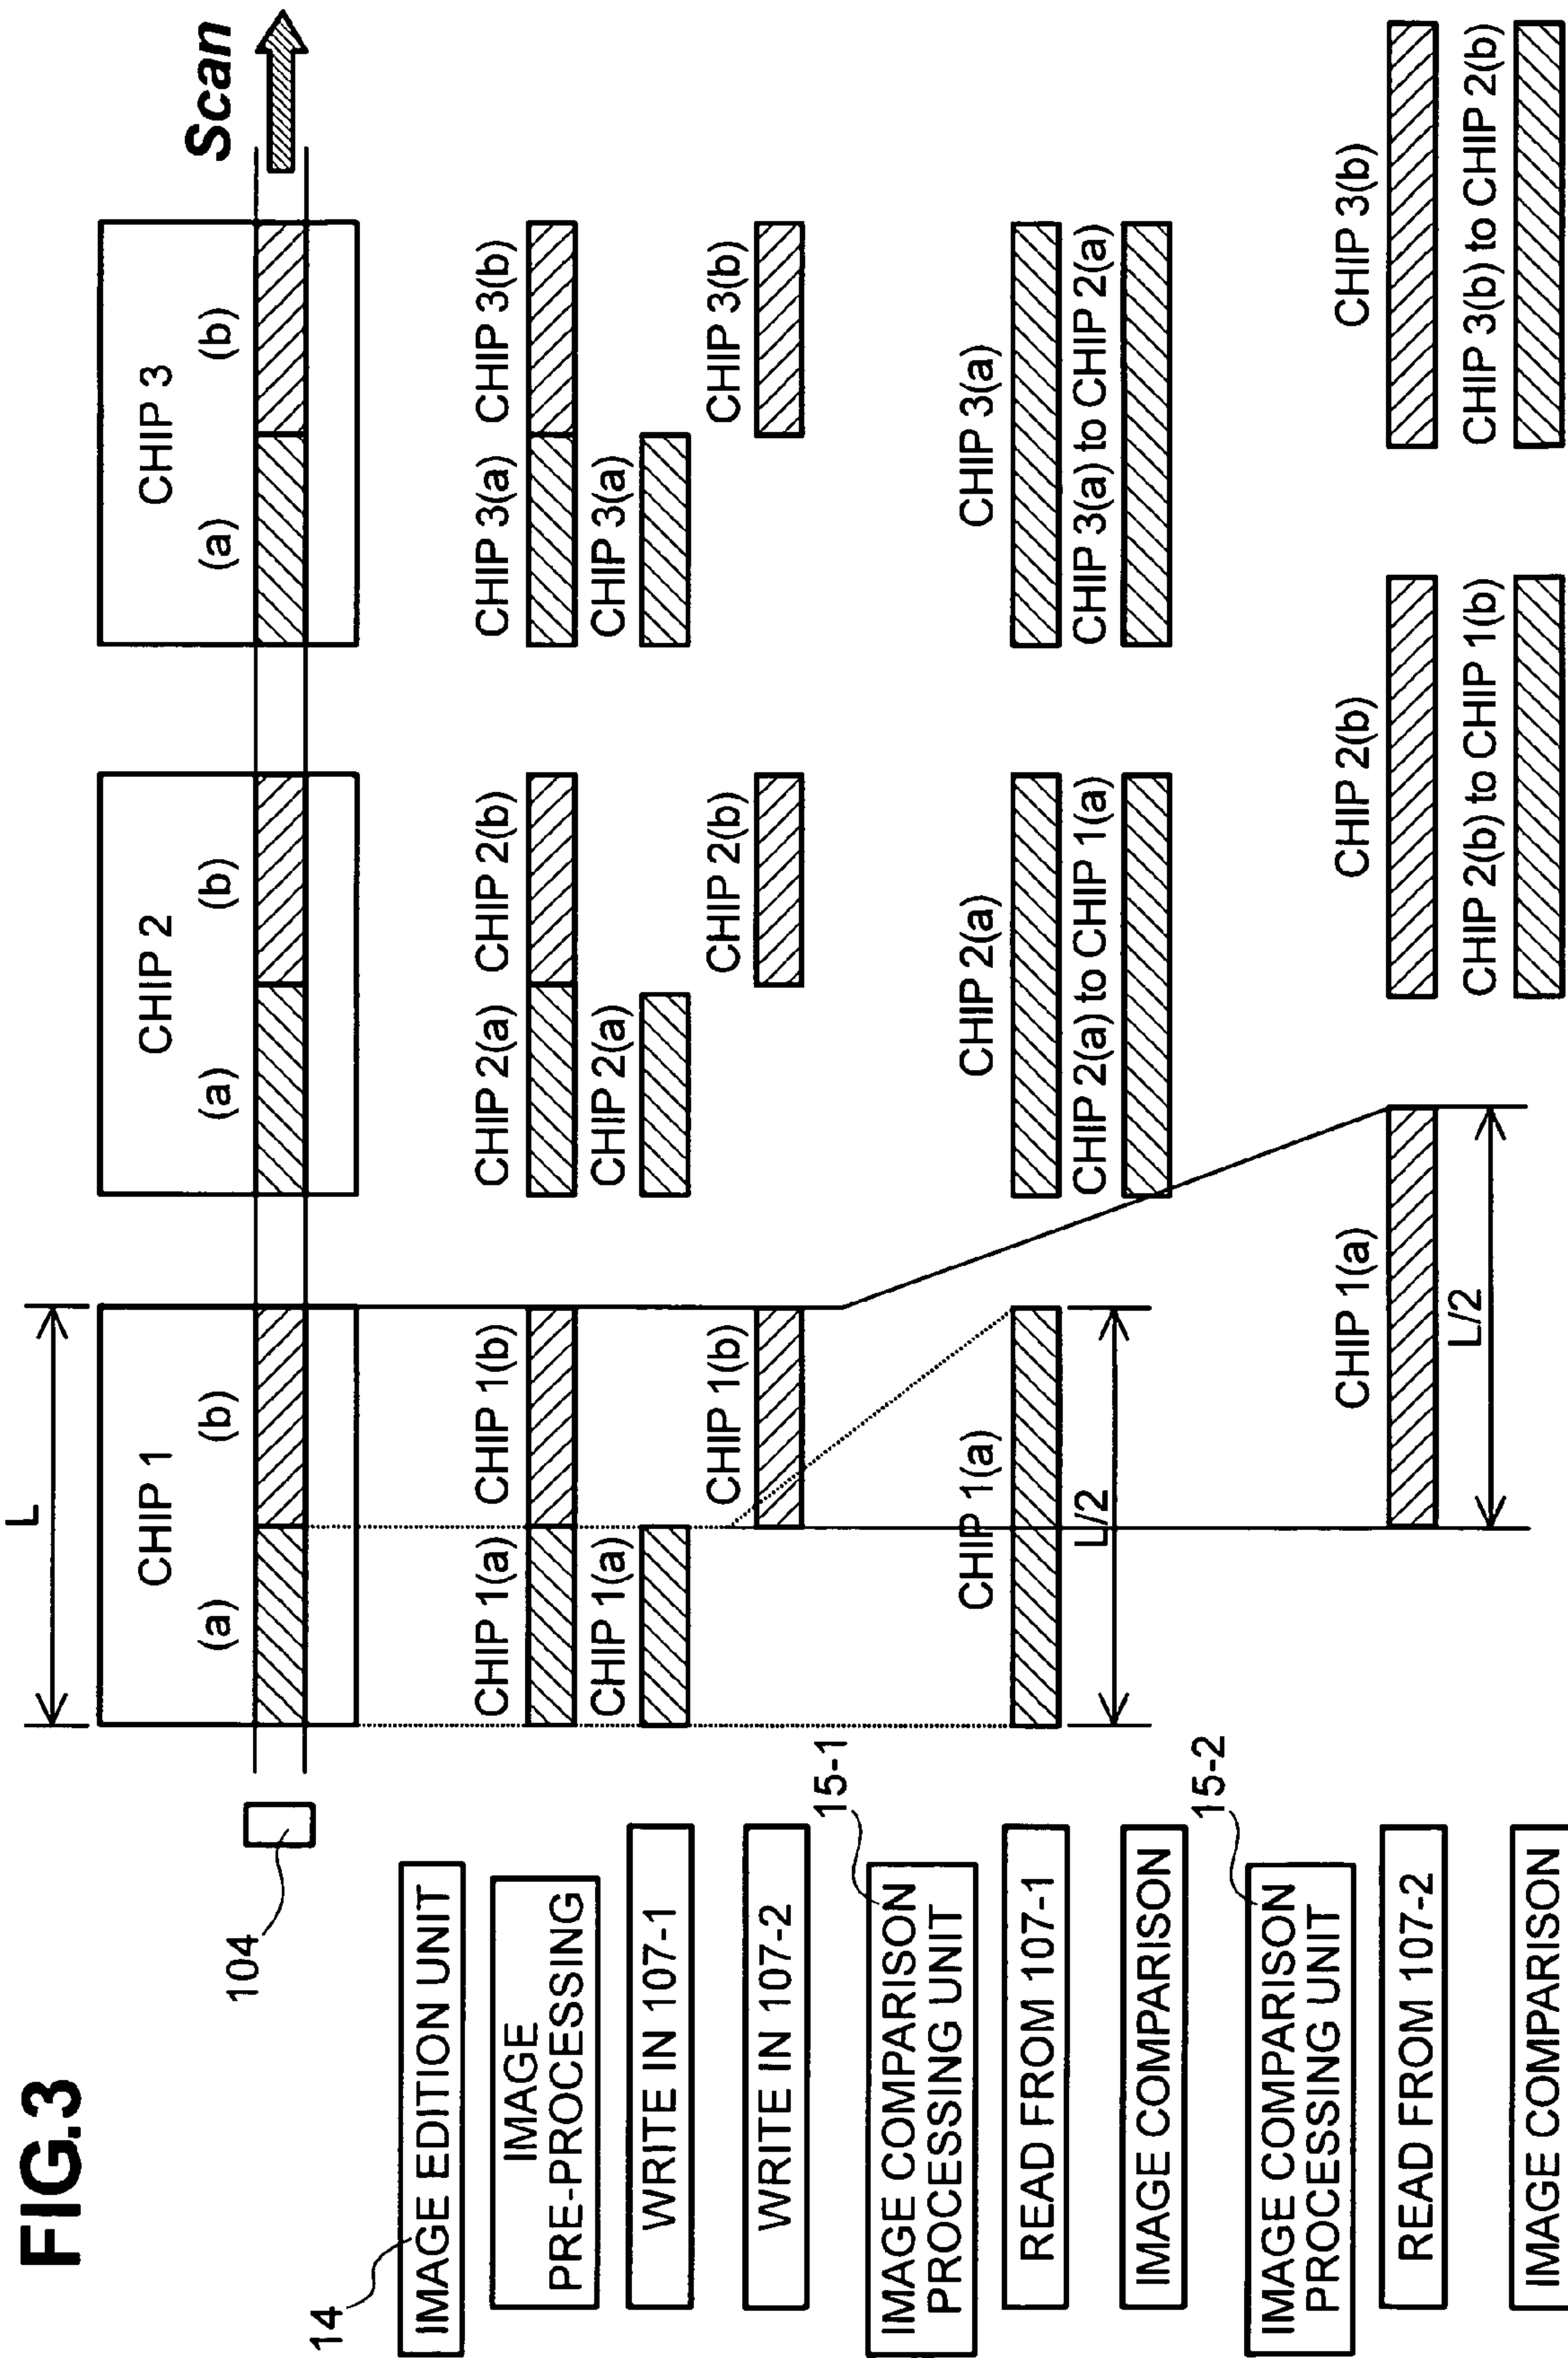 FIG.3
L
Scan
CHIP 1
CHIP 2
CHIP 3
(a)
(b)
(a)
(b)
(a)
(b)
104
14
IMAGE EDITION UNIT
IMAGE
PRE-PROCESSING
CHIP 1(a)
CHIP 1(b)
CHIP 2(a)
CHIP 2(b)
CHIP 3(a)
CHIP 3(b)
WRITE IN 107-1
CHIP 1(a)
CHIP 2(a)
CHIP 3(a)
WRITE IN 107-2
CHIP 1(b)
CHIP 2(b)
CHIP 3(b)
15-1
IMAGE COMPARISON
PROCESSING UNIT
READ FROM 107-1
CHIP 1(a)
CHIP 2(a)
CHIP 3(a)
IMAGE COMPARISON
L/2
CHIP 2(a) to CHIP 1(a)
CHIP 3(a) to CHIP 2(a)
15-2
IMAGE COMPARISON
PROCESSING UNIT
READ FROM 107-2
CHIP 1(a)
CHIP 2(b)
CHIP 3(b)
IMAGE COMPARISON
L/2
CHIP 2(b) to CHIP 1(b)
CHIP 3(b) to CHIP 2(b)